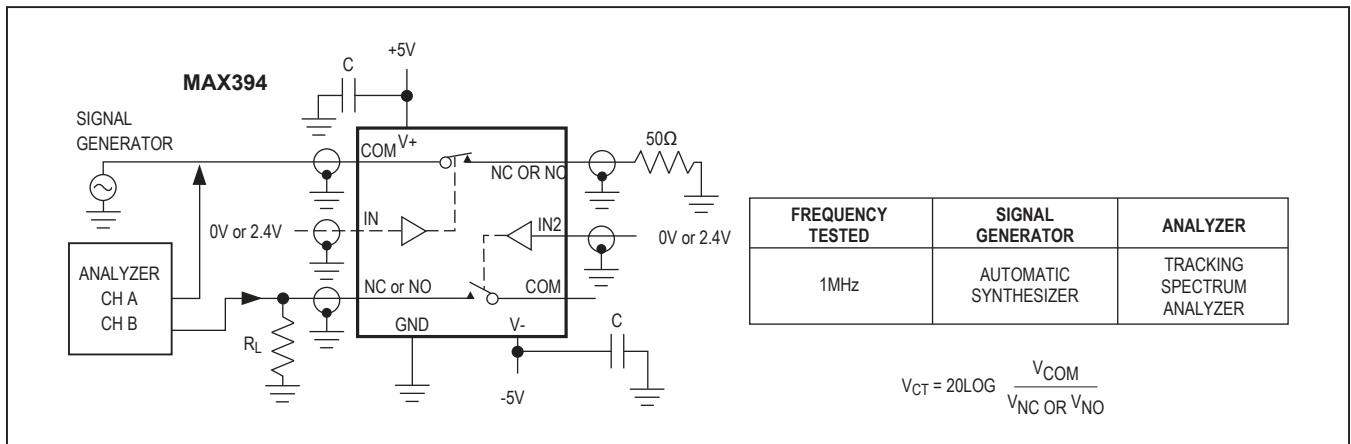 +5V
C
MAX394
SIGNAL
GENERATOR
V+
COM
50Ω
NC OR NO
0V or 2.4V
IN
IN2
0V or 2.4V
ANALYZER
CH A
CH B
NC or NO
COM
RL
GND
V-
C
-5V
FREQUENCY
TESTED
SIGNAL
GENERATOR
ANALYZER
1MHz
AUTOMATIC
SYNTHESIZER
TRACKING
SPECTRUM
ANALYZER
VCT = 20LOG VCOM
VNC OR VNO